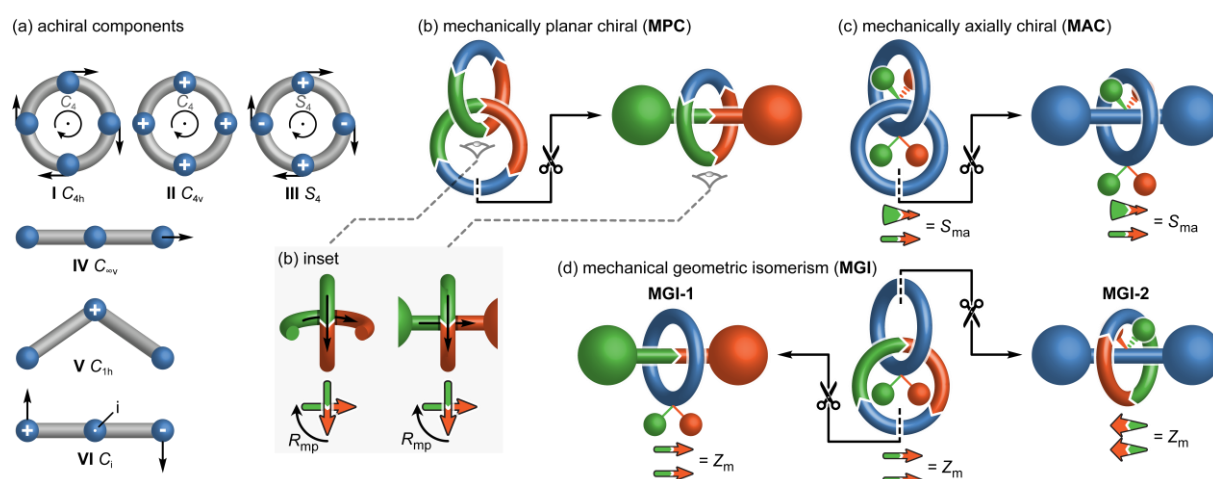 (a) achiral components
(b) mechanically planar chiral (MPC)
(c) mechanically axially chiral (MAC)
C4
C4
S4
+
+
+
+
+
-
-
+
I C4h
II C4v
III S4
= Sma
= Sma
IV C∞v
(b) inset
(d) mechanical geometric isomerism (MGI)
MGI-1
MGI-2
+
V C1h
i
+
-
VI Ci
Rmp
Rmp
= Zm
= Zm
= Zm